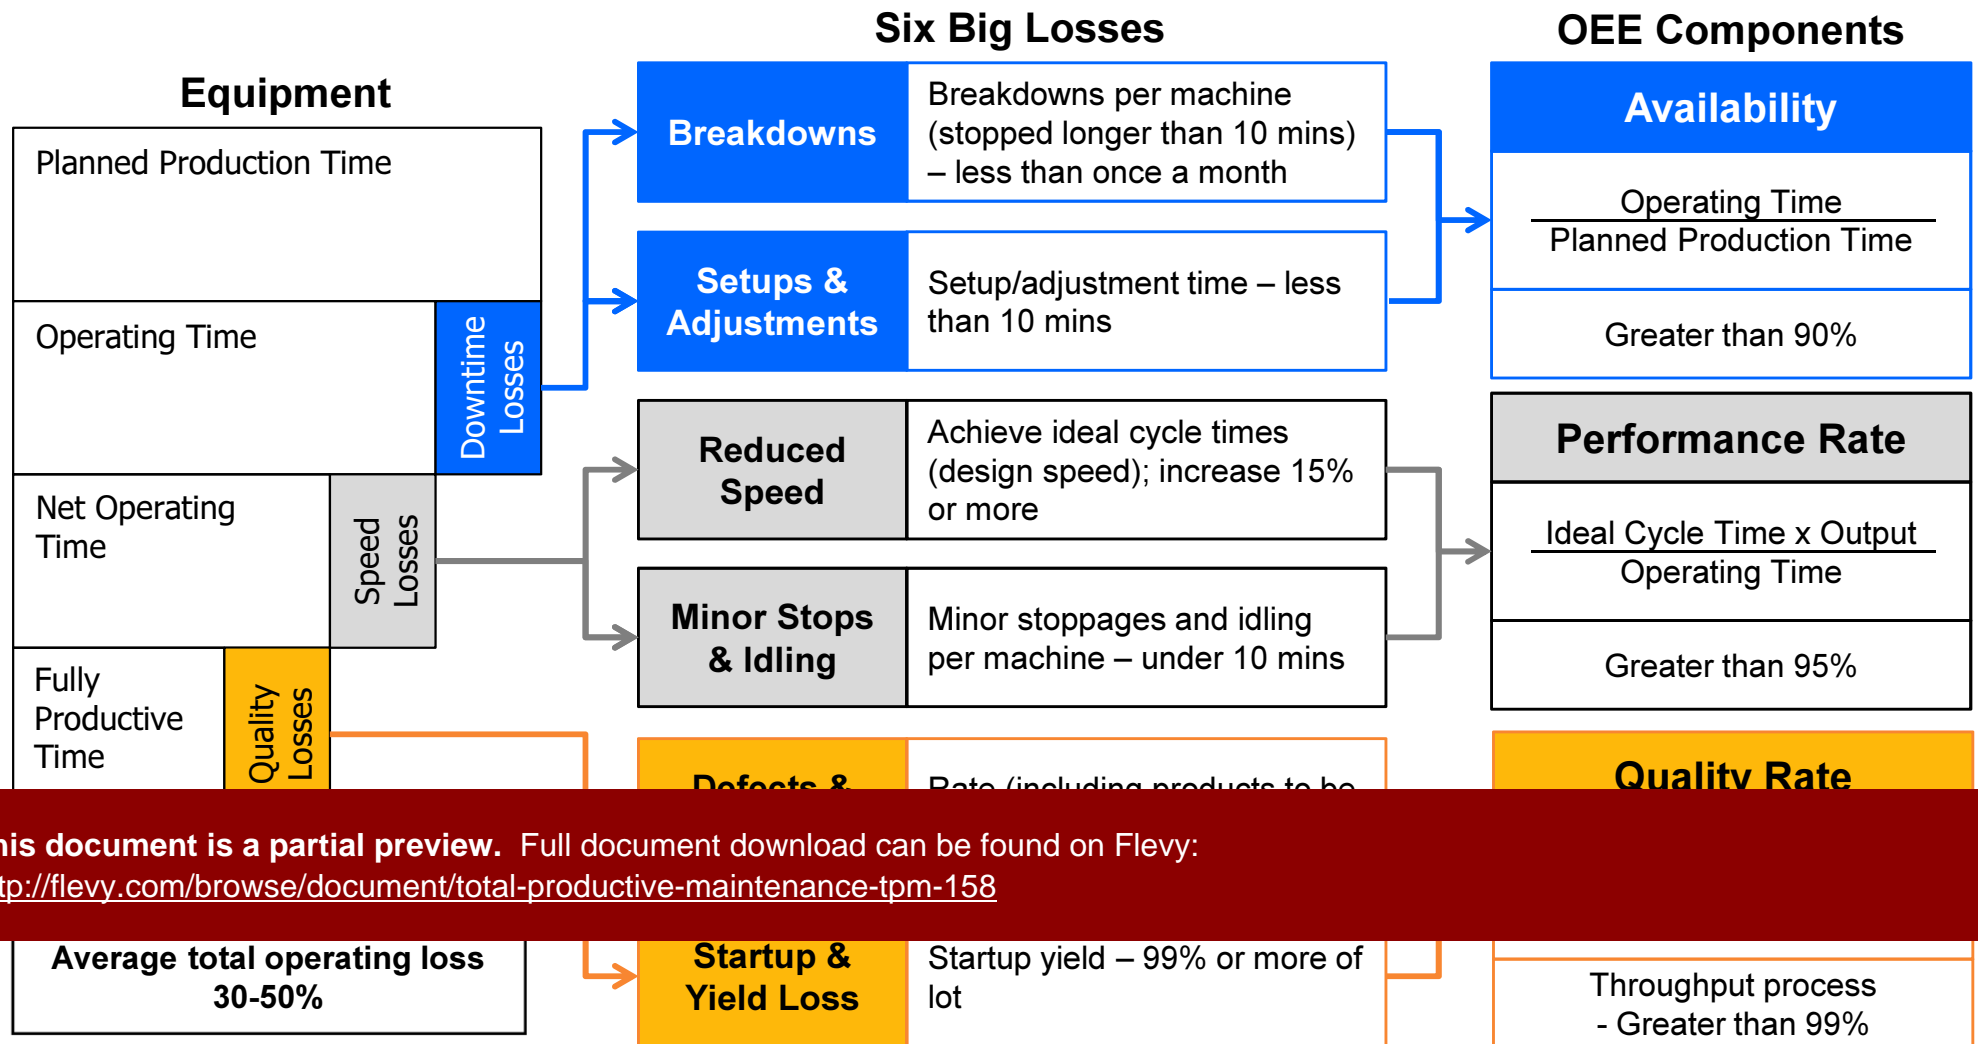 Six Big Losses
OEE Components
Equipment
Planned Production Time
Operating Time
Downtime
Losses
Net Operating
Time
Speed
Losses
Fully
Productive
Time
Quality
Losses
Breakdowns
Breakdowns per machine
(stopped longer than 10 mins)
– less than once a month
Setups &
Adjustments
Setup/adjustment time – less
than 10 mins
Reduced
Speed
Achieve ideal cycle times
(design speed); increase 15%
or more
Minor Stops
& Idling
Minor stoppages and idling
per machine – under 10 mins
Defects &
Rate (including products to be
Availability
Operating Time
Planned Production Time
Greater than 90%
Performance Rate
Ideal Cycle Time x Output
Operating Time
Greater than 95%
Quality Rate
his document is a partial preview. Full document download can be found on Flevy:
tp://flevy.com/browse/document/total-productive-maintenance-tpm-158
Average total operating loss
30-50%
Startup &
Yield Loss
Startup yield – 99% or more of
lot
Throughput process
- Greater than 99%